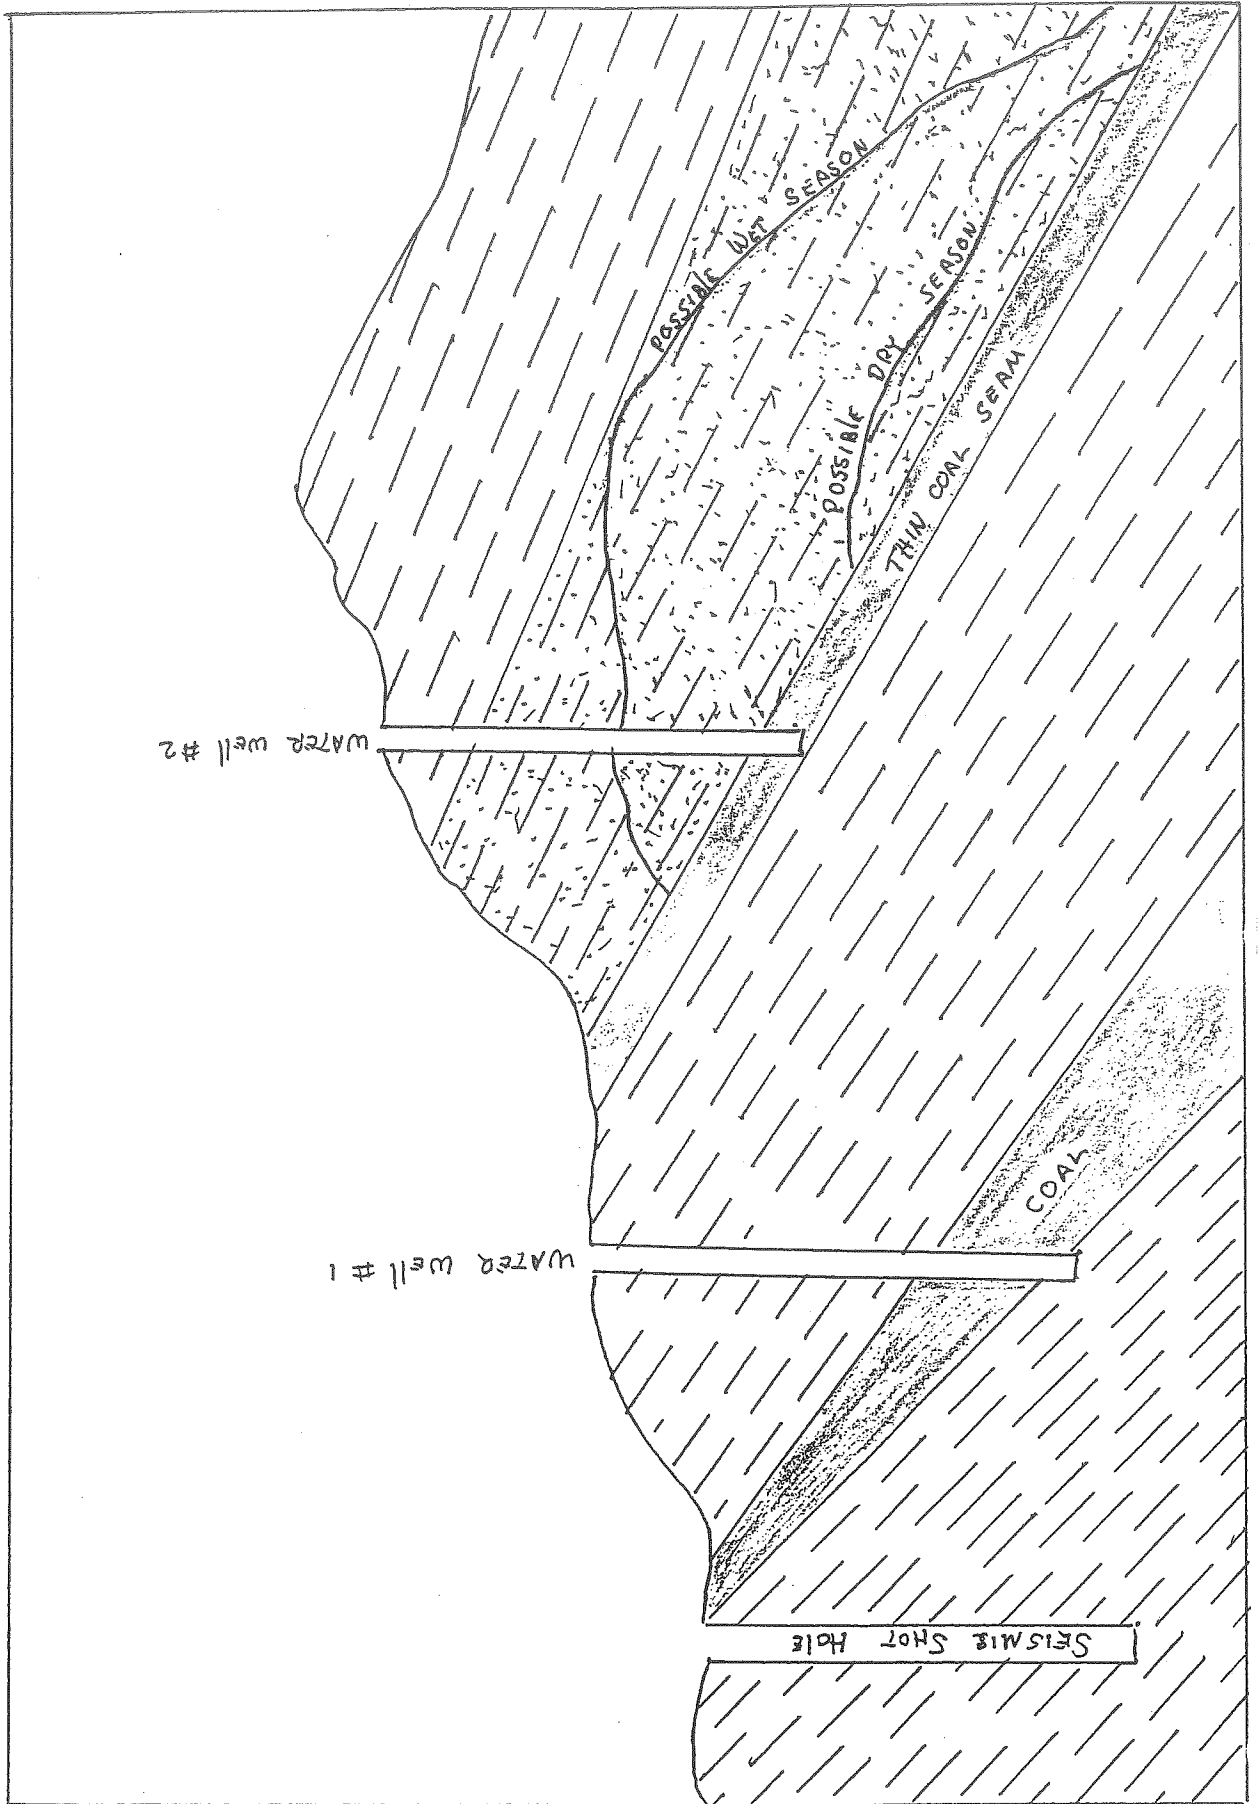 POSSIBLE WET SEASON
POSSIBLE DRY SEASON
THIN COAL SEAM
WATER WEll #2
COAL
WATER WEll #1
SEISMIC SHOT HOlE